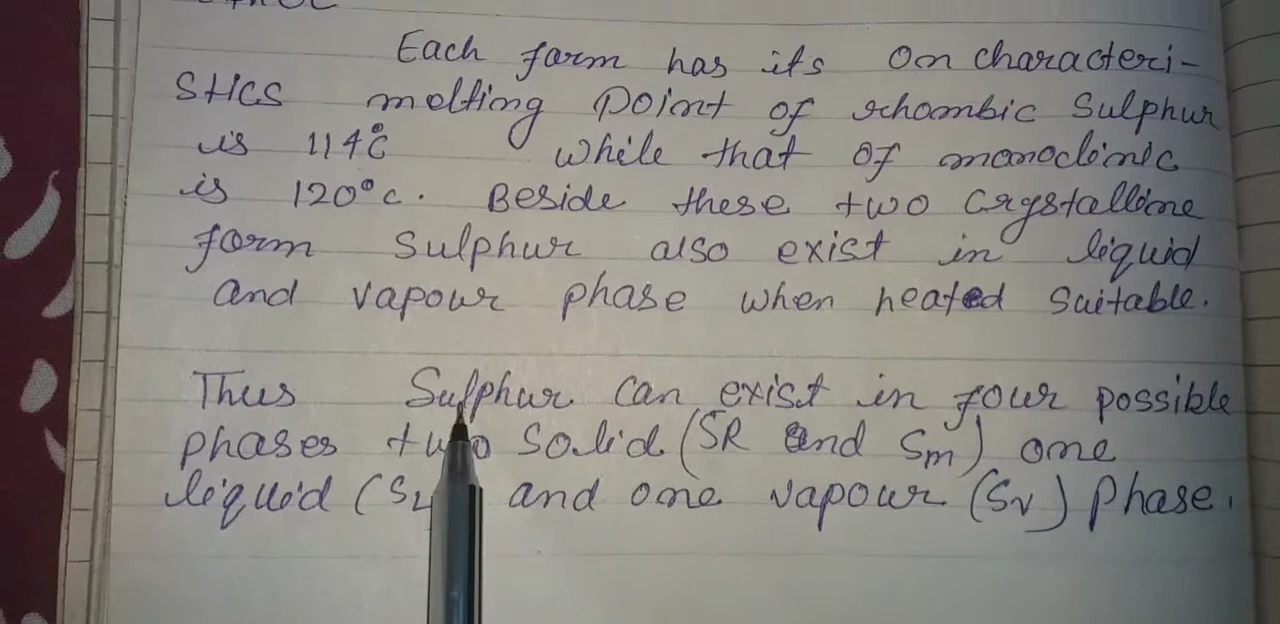 Each form has its on characteri-
stics melting point of rhombic Sulphur
is 114°C while that of monoclinic
is 120°c. Beside these two crystalline
form sulphur also exist in liquid
and vapour phase when heated suitable.
Thus Sulphur can exist in four possible
phases two solid (SR and Sm) one
liquid (SL and one vapour (Sv) phase.